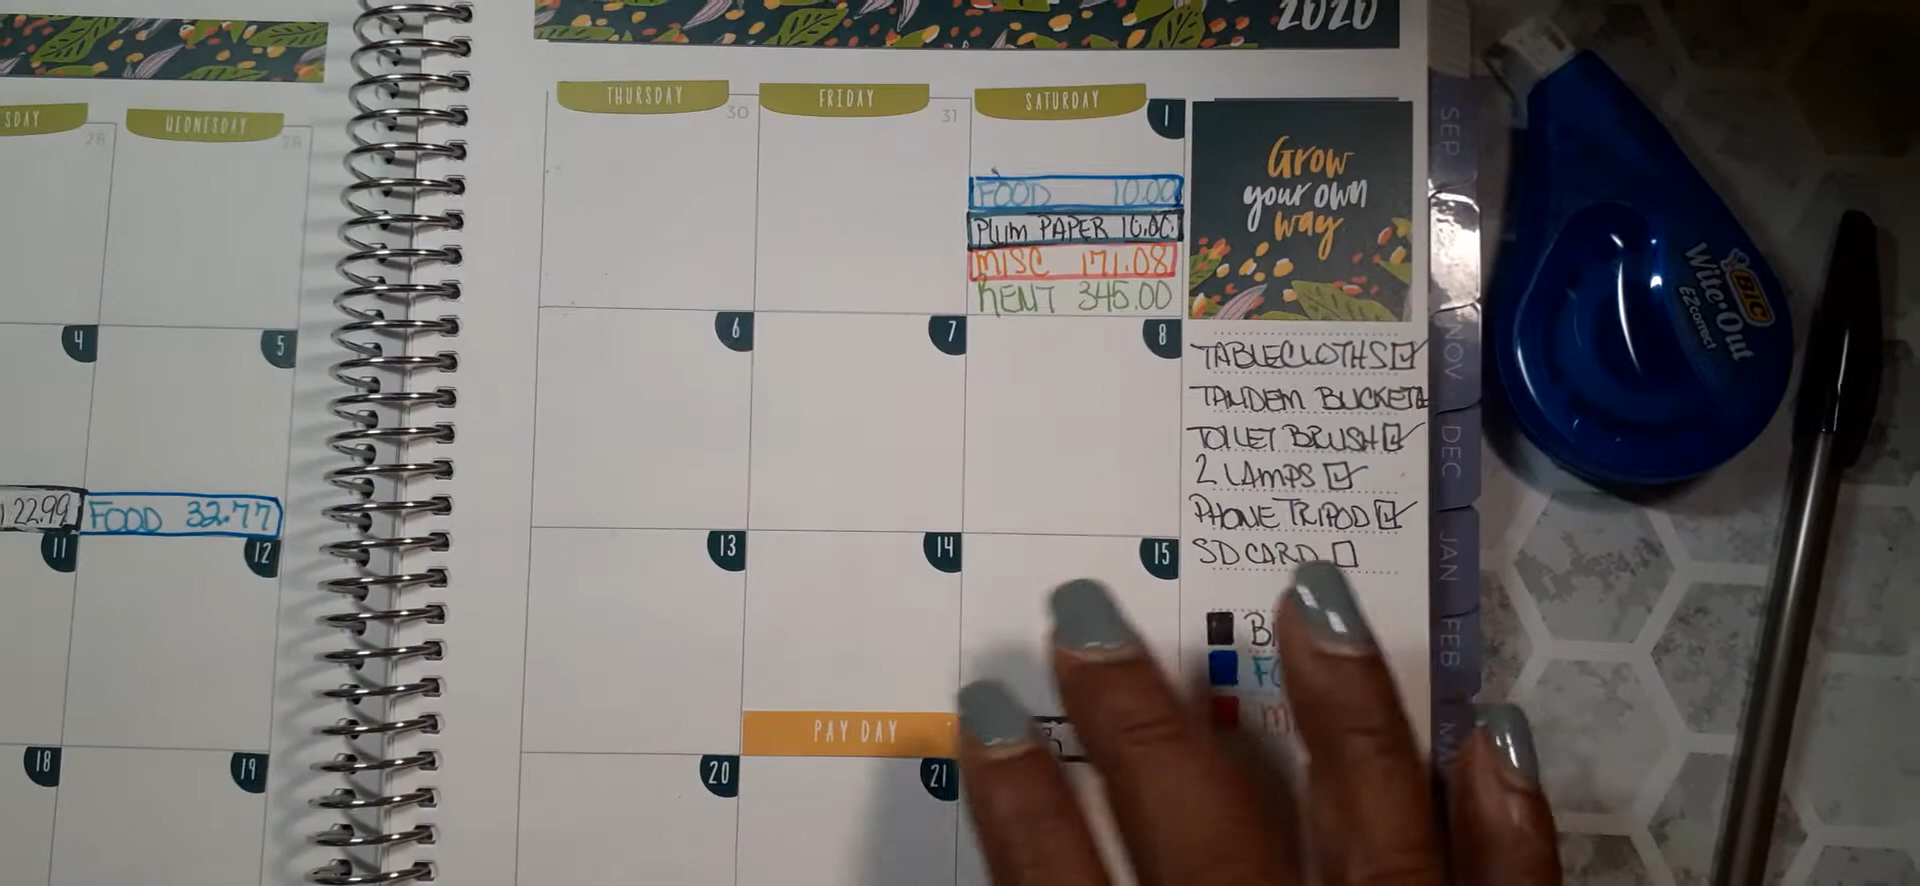 2020
SDAY
WEDNESDAY
THURSDAY
FRIDAY
SATURDAY
28
29
30
31
1
FOOD 10.00
Plum PAPER
MISC 171.08
RENT 345.00
Grow
your own
way
4
5
6
7
8
TABLECLOTHS
TANDEM BUCKET
TOILET BRUSH
2 LAMPS
PHONE TRIPOD
SD CARD
22.99
FOOD 32.77
11
12
13
14
15
B
FO
M
PAY DAY
18
19
20
21
SEP
NOV
DEC
JAN
FEB
BIC
Wite-Out
EZcorrect